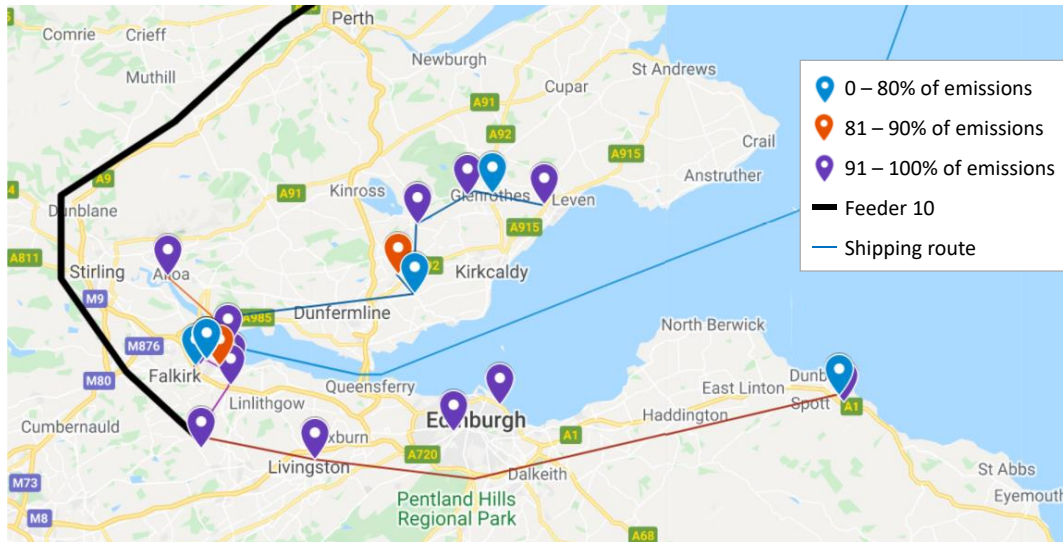 Comrie
Crieff
Perth
Muthill
Newburgh
St Andrews
Cupar
A91
A92
Crail
A915
Anstruther
A9
A91
Kinross
Glenrothes
Leven
Dunblane
A915
A811
Stirling
Alloa
Kirkcaldy
M9
A985
Dunfermline
M876
North Berwick
Falkirk
M80
Queensferry
Linlithgow
East Linton
Spott
A1
Haddington
Edinburgh
Cumbernauld
A1
Livingston
A720
Dalkeith
St Abbs
M73
Pentland Hills
Regional Park
Eyemouth
M8
A68
0 – 80% of emissions
81 – 90% of emissions
91 – 100% of emissions
Feeder 10
Shipping route